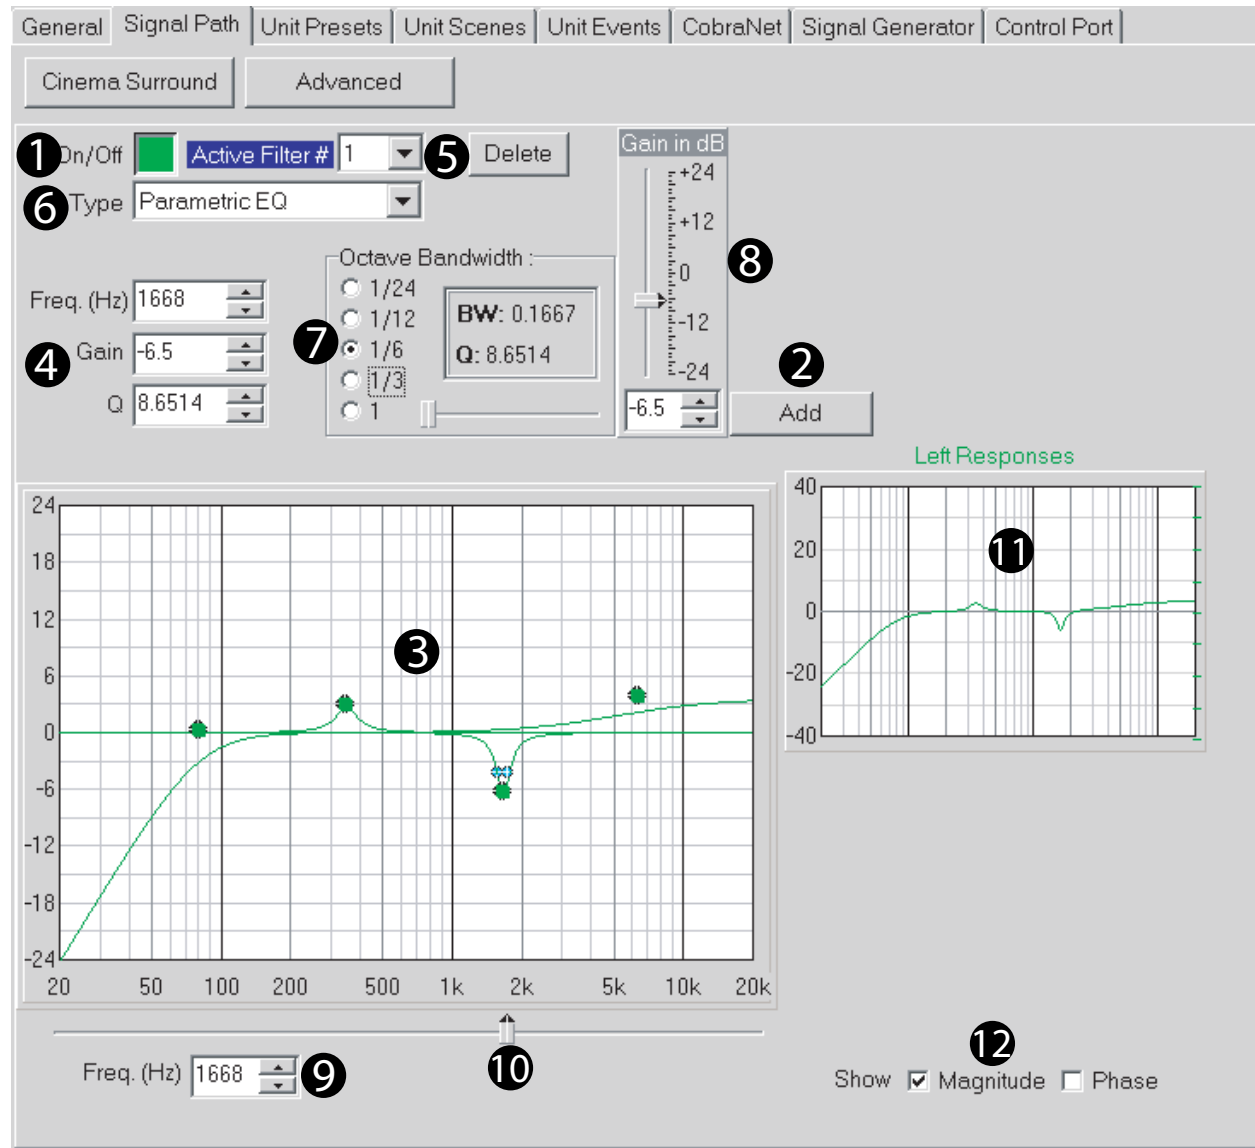 General Signal Path Unit Presets Unit Scenes Unit Events CobraNet Signal Generator Control Port
Cinema Surround Advanced
1 On/Off Active Filter # 1 5 Delete
6 Type Parametric EQ
Gain in dB
+24
+12
0
-12
-24
8
-6.5
2
Add
Freq. (Hz) 1668
4 Gain -6.5
Q 8.6514
Octave Bandwidth :
1/24
1/12
7 1/6
1/3
1
BW: 0.1667
Q: 8.6514
Left Responses
40
20
0
-20
-40
11
24
18
12
6
0
-6
-12
-18
-24
3
20 50 100 200 500 1k 2k 5k 10k 20k
Freq. (Hz) 1668 9
10
12
Show Magnitude Phase